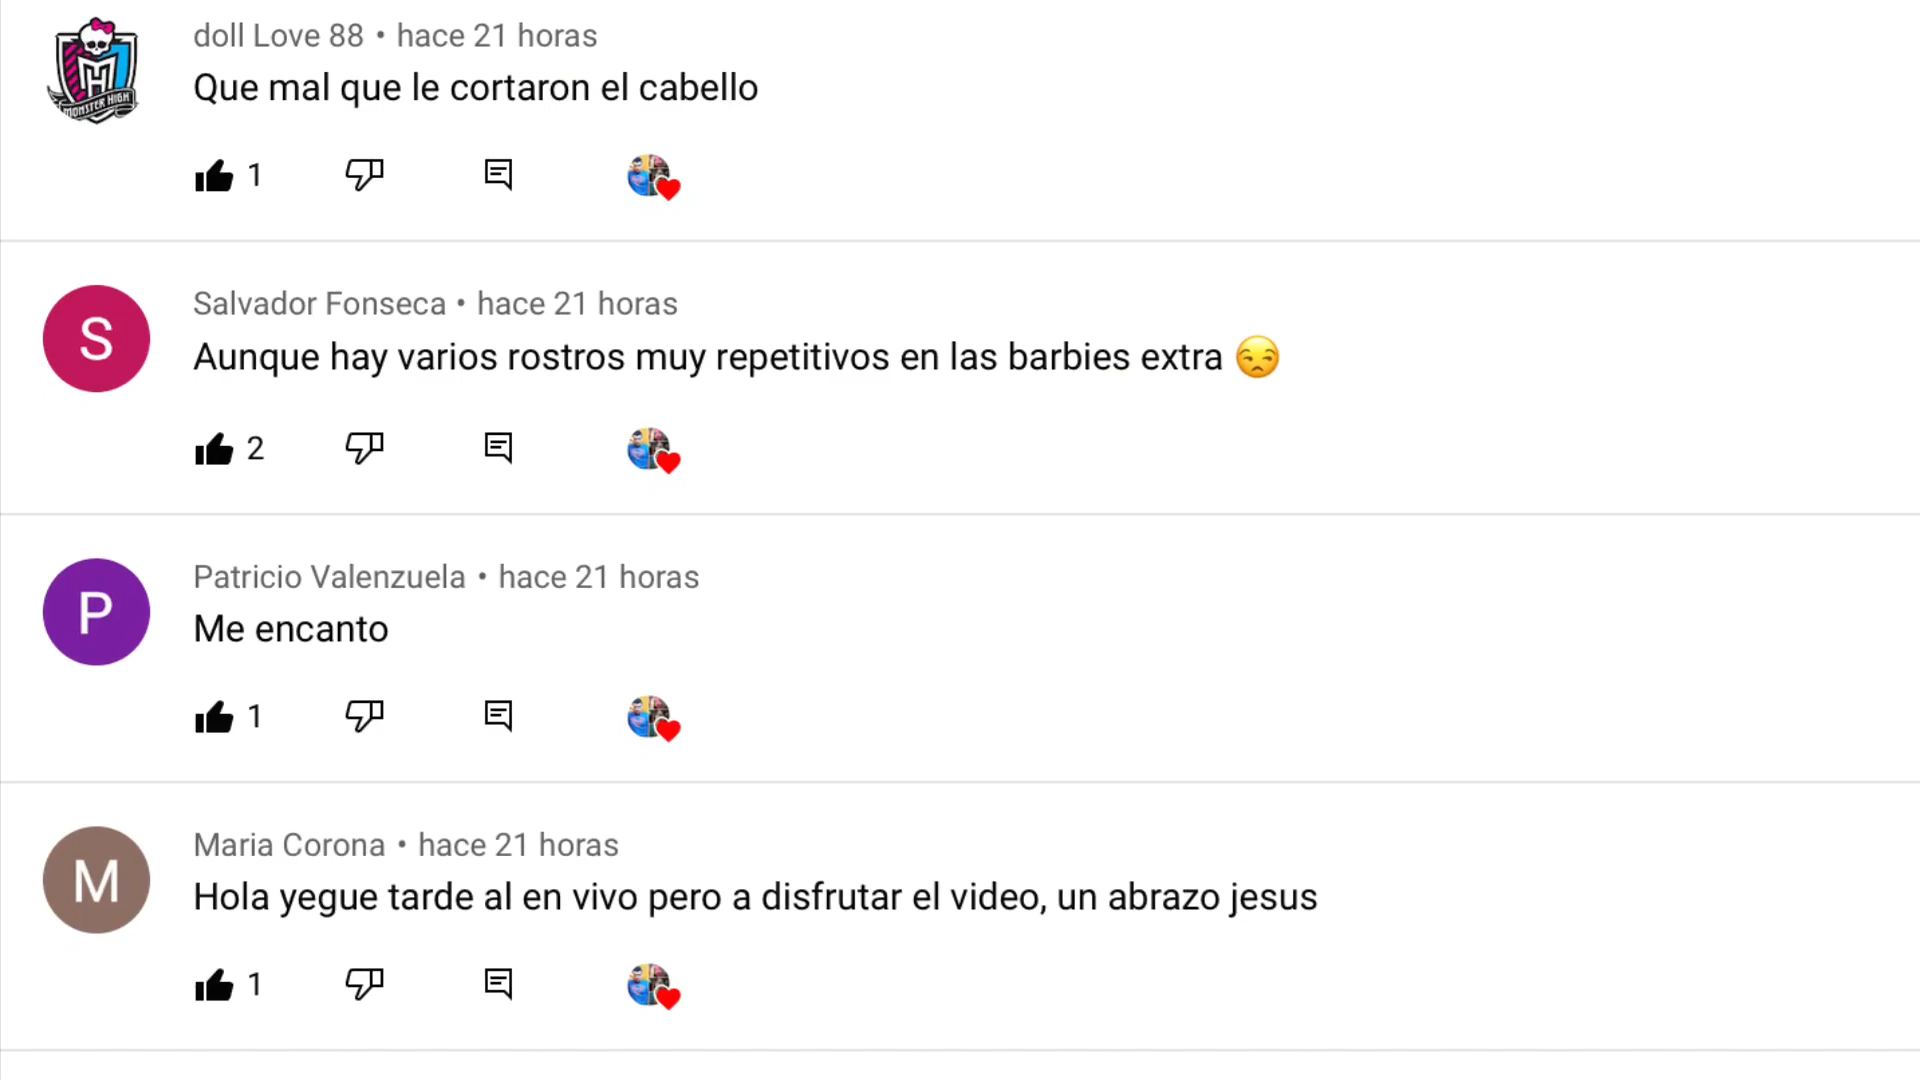 doll Love 88 • hace 21 horas
Que mal que le cortaron el cabello
MONSTER HIGH
1
S
Salvador Fonseca • hace 21 horas
Aunque hay varios rostros muy repetitivos en las barbies extra 😒
2
P
Patricio Valenzuela • hace 21 horas
Me encanto
1
M
Maria Corona • hace 21 horas
Hola yegue tarde al en vivo pero a disfrutar el video, un abrazo jesus
1